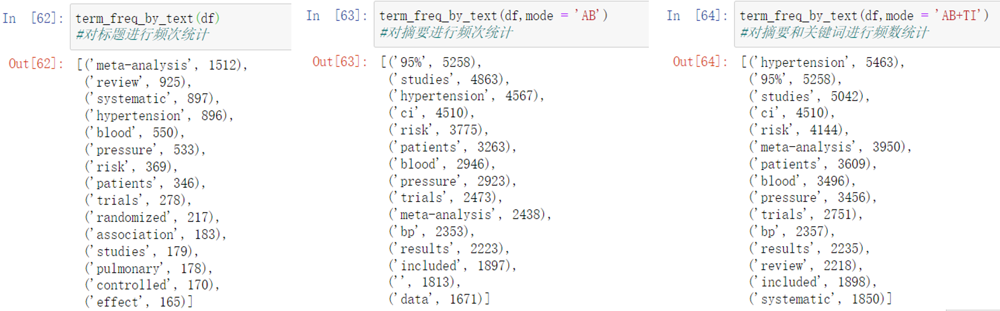 In [62]: term_freq_by_text(df)
#对标题进行频次统计
Out[62]: [('meta-analysis', 1512),
('review', 925),
('systematic', 897),
('hypertension', 896),
('blood', 550),
('pressure', 533),
('risk', 369),
('patients', 346),
('trials', 278),
('randomized', 217),
('association', 183),
('studies', 179),
('pulmonary', 178),
('controlled', 170),
('effect', 165)]
In [63]: term_freq_by_text(df,mode = 'AB')
#对摘要进行频次统计
Out[63]: [('95%', 5258),
('studies', 4863),
('hypertension', 4567),
('ci', 4510),
('risk', 3775),
('patients', 3263),
('blood', 2946),
('pressure', 2923),
('trials', 2473),
('meta-analysis', 2438),
('bp', 2353),
('results', 2223),
('included', 1897),
('', 1813),
('data', 1671)]
In [64]: term_freq_by_text(df,mode = 'AB+TI')
#对摘要和关键词进行频数统计
Out[64]: [('hypertension', 5463),
('95%', 5258),
('studies', 5042),
('ci', 4510),
('risk', 4144),
('meta-analysis', 3950),
('patients', 3609),
('blood', 3496),
('pressure', 3456),
('trials', 2751),
('bp', 2357),
('results', 2235),
('review', 2218),
('included', 1898),
('systematic', 1850)]